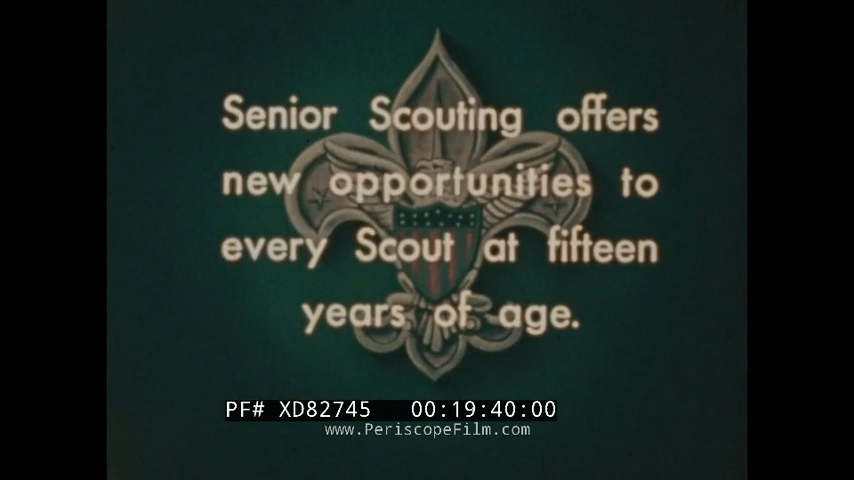 Senior Scouting offers
new opportunities to
every Scout at fifteen
years of age.
PF# XD82745 00:19:40:00
www.PeriscopeFilm.com